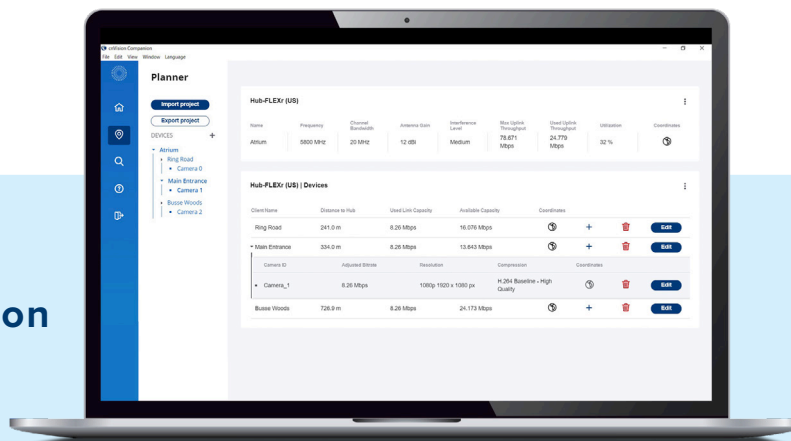 cnVision Companion
File Edit View Window Language
Planner
Import project
Export project
DEVICES +
Atrium
Ring Road
Camera 0
Main Entrance
Camera 1
Busse Woods
Camera 2
Hub-FLEXr (US)
Name Frequency Channel Bandwidth Antenna Gain Interference Level Max Uplink Throughput Used Uplink Throughput Utilization Coordinates
Atrium 5800 MHz 20 MHz 12 dBi Medium 78.671 Mbps 24.779 Mbps 32 %
Hub-FLEXr (US) | Devices
Client Name Distance to Hub Used Link Capacity Available Capacity Coordinates
Ring Road 241.0 m 8.26 Mbps 16.076 Mbps + Edit
Main Entrance 334.0 m 8.26 Mbps 13.843 Mbps + Edit
Camera ID Adjusted Bitrate Resolution Compression Coordinates
Camera_1 8.26 Mbps 1080p 1920 x 1080 px H.264 Baseline - High Quality Edit
Busse Woods 726.9 m 8.26 Mbps 24.173 Mbps + Edit
on